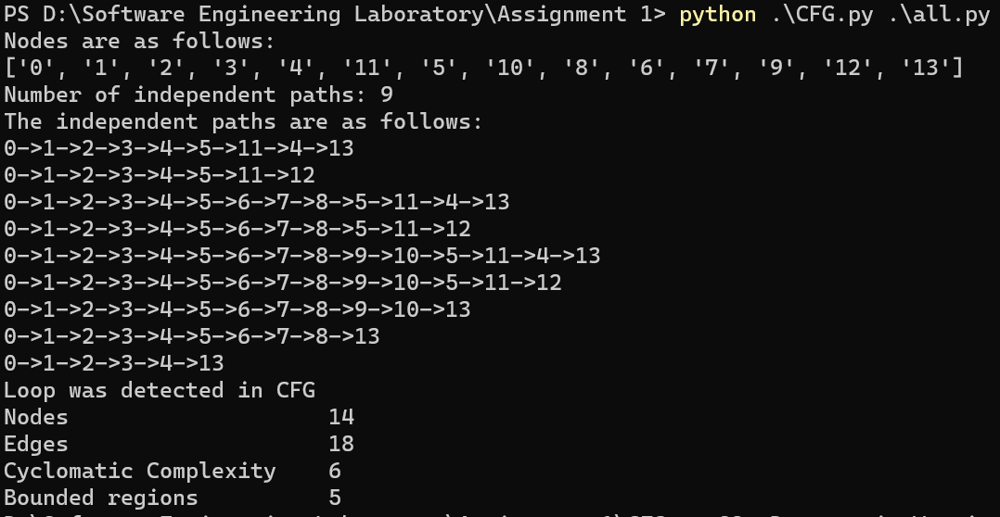 PS D:\Software Engineering Laboratory\Assignment 1> python .\CFG.py .\all.py
Nodes are as follows:
['0', '1', '2', '3', '4', '11', '5', '10', '8', '6', '7', '9', '12', '13']
Number of independent paths: 9
The independent paths are as follows:
0->1->2->3->4->5->11->4->13
0->1->2->3->4->5->11->12
0->1->2->3->4->5->6->7->8->5->11->4->13
0->1->2->3->4->5->6->7->8->5->11->12
0->1->2->3->4->5->6->7->8->9->10->5->11->4->13
0->1->2->3->4->5->6->7->8->9->10->5->11->12
0->1->2->3->4->5->6->7->8->9->10->13
0->1->2->3->4->5->6->7->8->13
0->1->2->3->4->13
Loop was detected in CFG
Nodes 14
Edges 18
Cyclomatic Complexity 6
Bounded regions 5